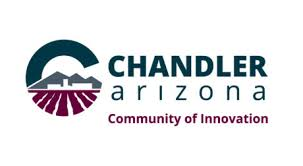 CHANDLER
arizona
Community of Innovation